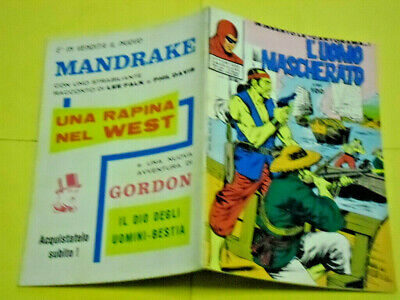 E' IN VENDITA IL NUOVO
MANDRAKE
CON UNO STRABILIANTE
RACCONTO DI LEE FALK e PHIL DAVIS
UNA RAPINA
NEL WEST
e UNA NUOVA
AVVENTURA DI
GORDON
IL DIO DEGLI
UOMINI-BESTIA
Acquistatelo
subito !
L'UOMO
MASCHERATO